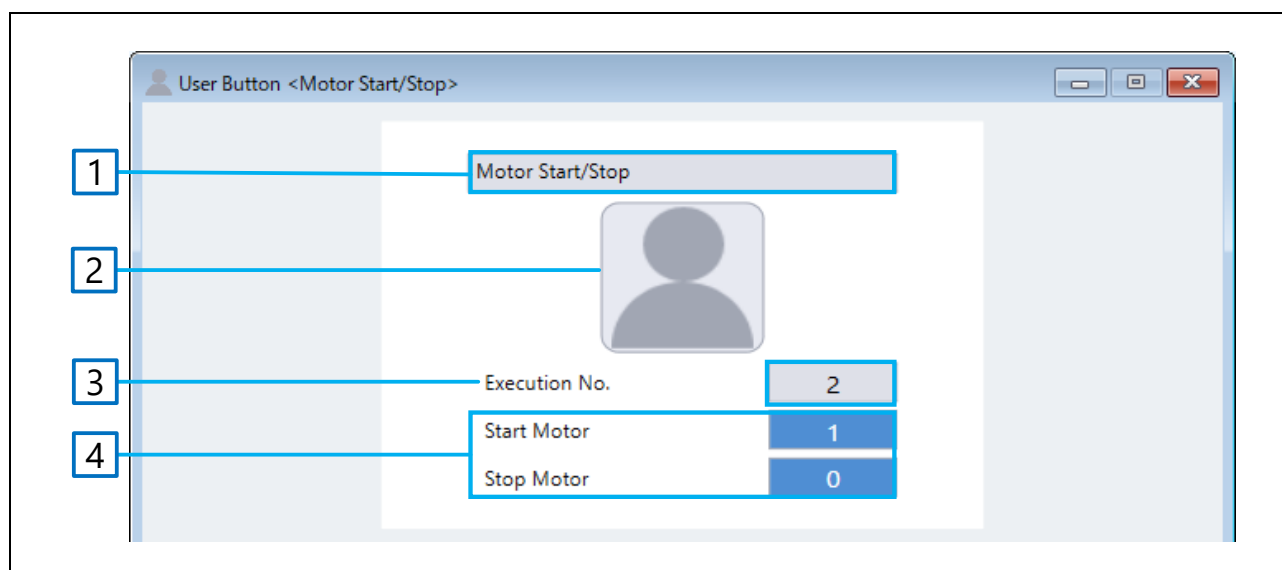 User Button <Motor Start/Stop>
1 Motor Start/Stop
2
3 Execution No. 2
4 Start Motor 1
Stop Motor 0